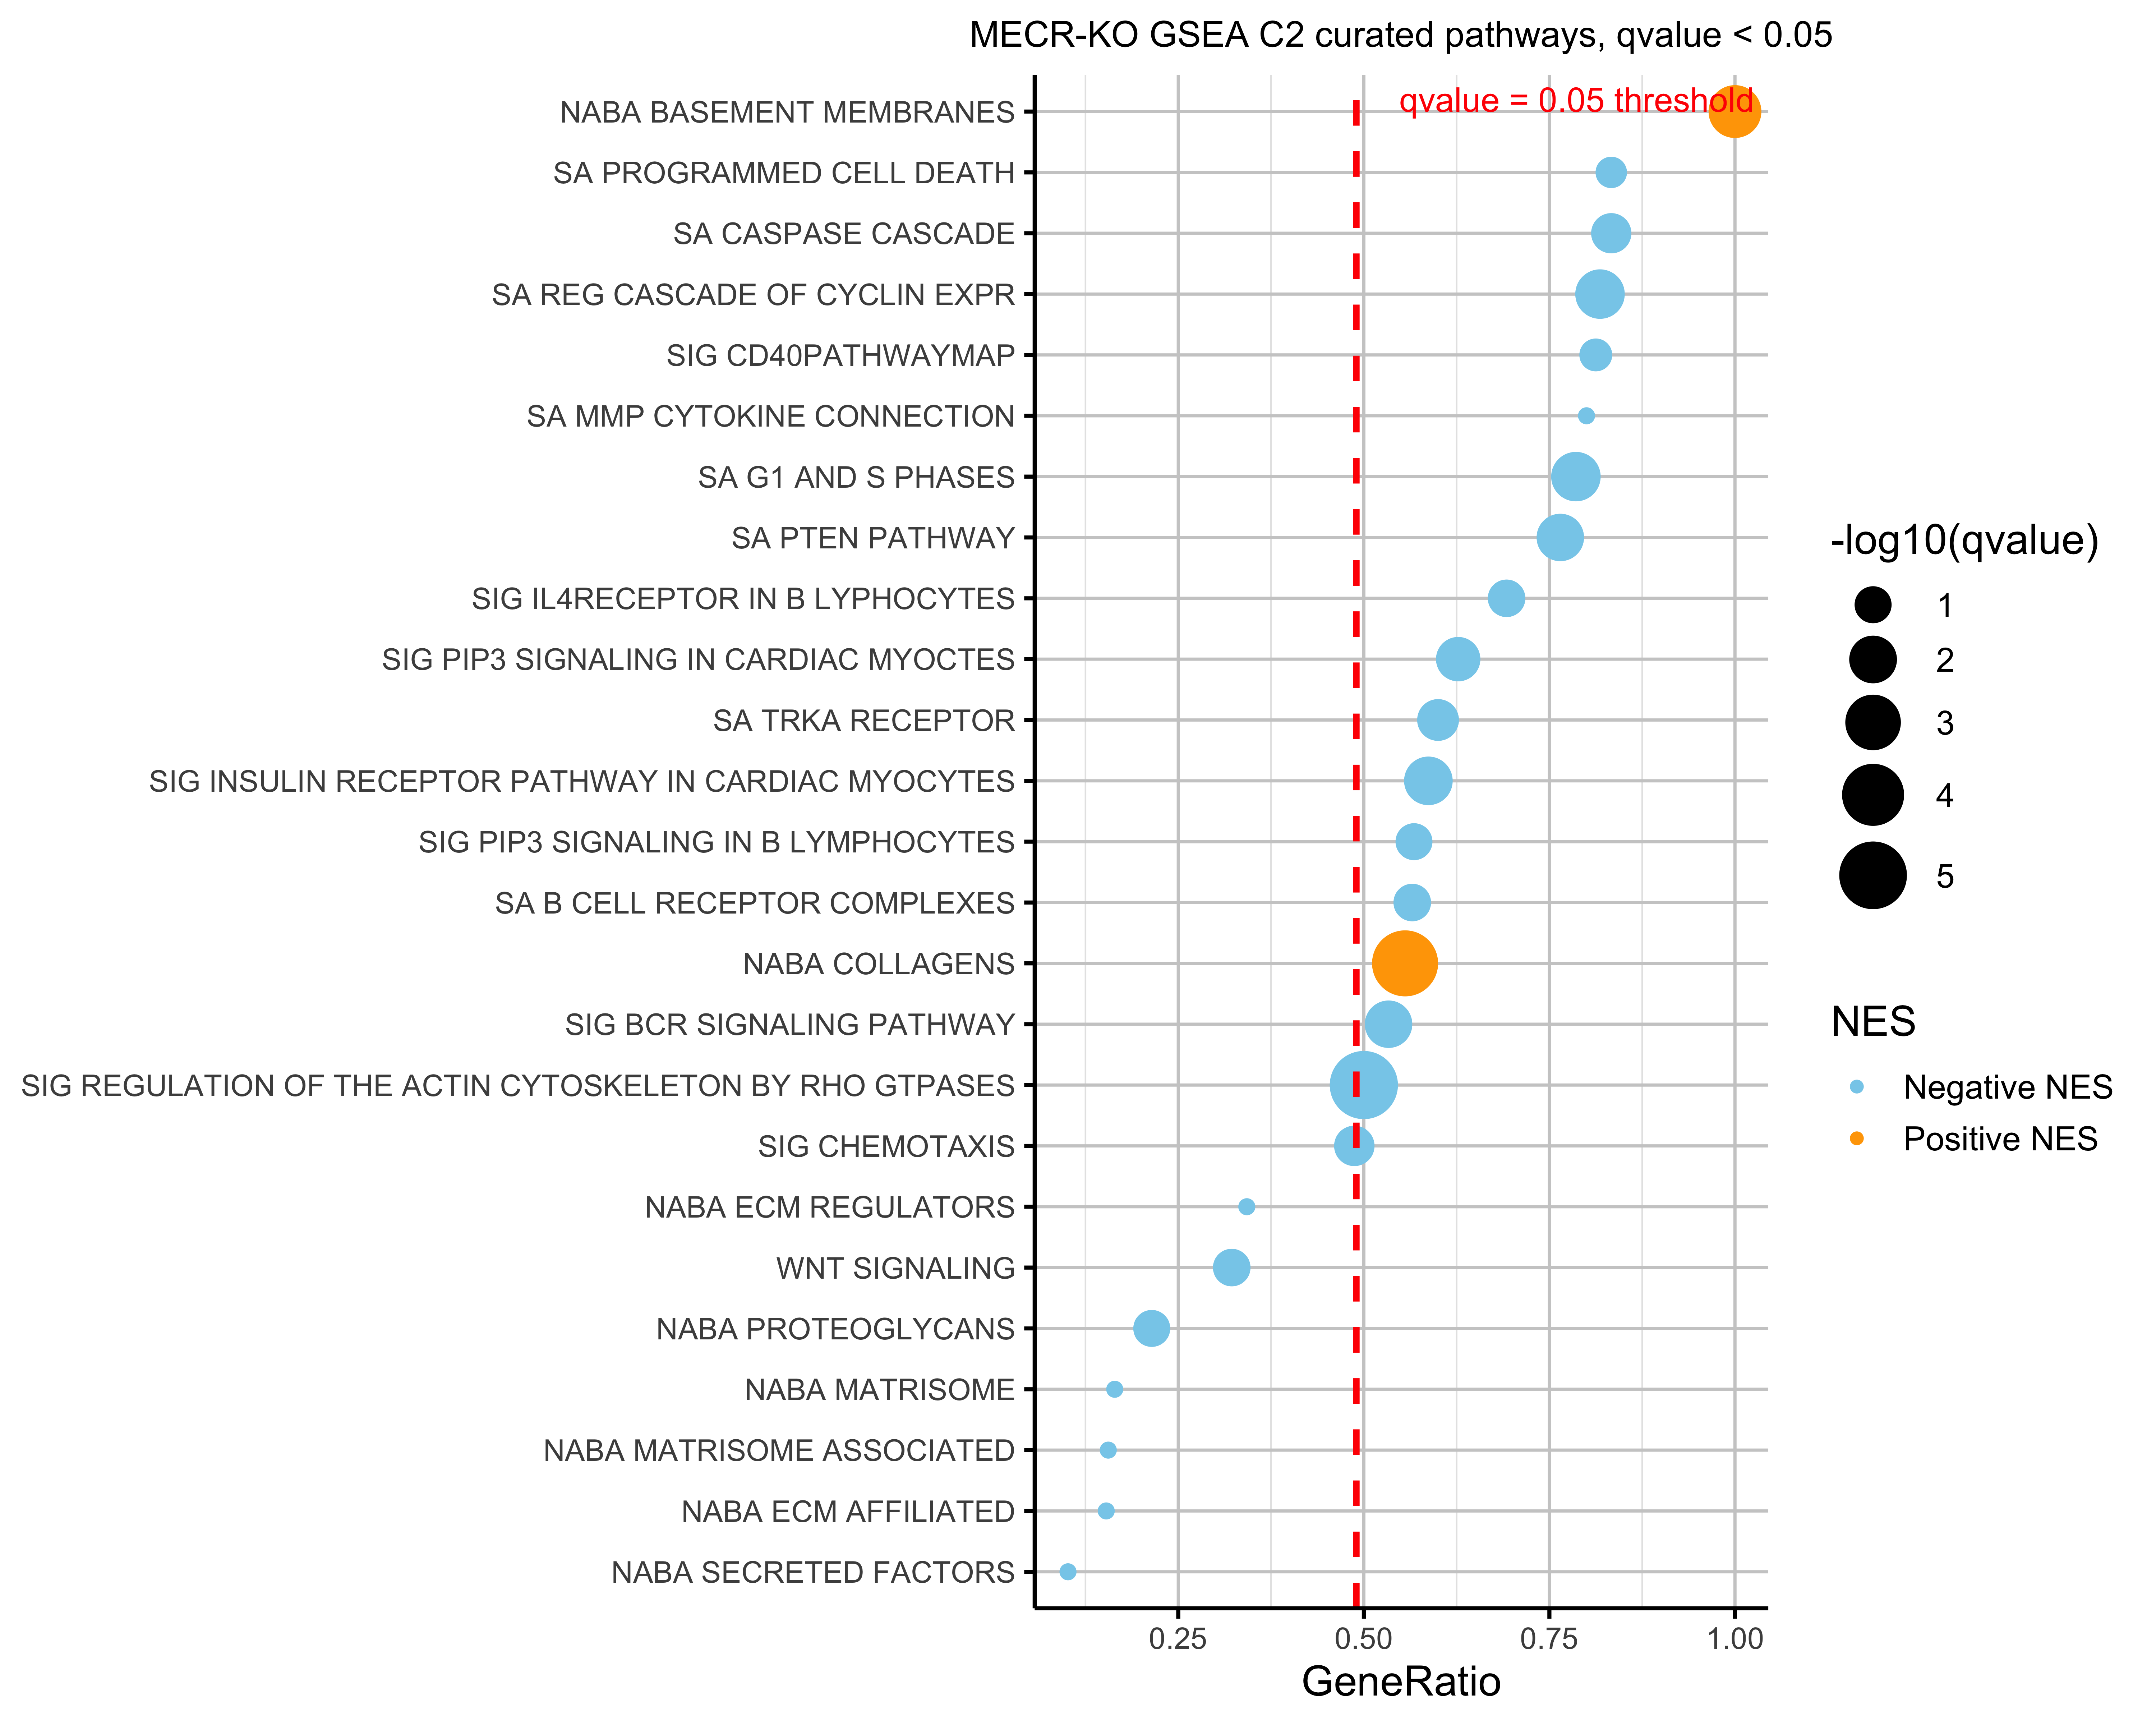 MECR-KO GSEA C2 curated pathways, qvalue < 0.05
qvalue = 0.05 threshold
NABA BASEMENT MEMBRANES
SA PROGRAMMED CELL DEATH
SA CASPASE CASCADE
SA REG CASCADE OF CYCLIN EXPR
SIG CD40PATHWAYMAP
SA MMP CYTOKINE CONNECTION
SA G1 AND S PHASES
SA PTEN PATHWAY
SIG IL4RECEPTOR IN B LYPHOCYTES
SIG PIP3 SIGNALING IN CARDIAC MYOCTES
SA TRKA RECEPTOR
SIG INSULIN RECEPTOR PATHWAY IN CARDIAC MYOCYTES
SIG PIP3 SIGNALING IN B LYMPHOCYTES
SA B CELL RECEPTOR COMPLEXES
NABA COLLAGENS
SIG BCR SIGNALING PATHWAY
SIG REGULATION OF THE ACTIN CYTOSKELETON BY RHO GTPASES
SIG CHEMOTAXIS
NABA ECM REGULATORS
WNT SIGNALING
NABA PROTEOGLYCANS
NABA MATRISOME
NABA MATRISOME ASSOCIATED
NABA ECM AFFILIATED
NABA SECRETED FACTORS
0.25 0.50 0.75 1.00
GeneRatio
-log10(qvalue)
1
2
3
4
5
NES
Negative NES
Positive NES